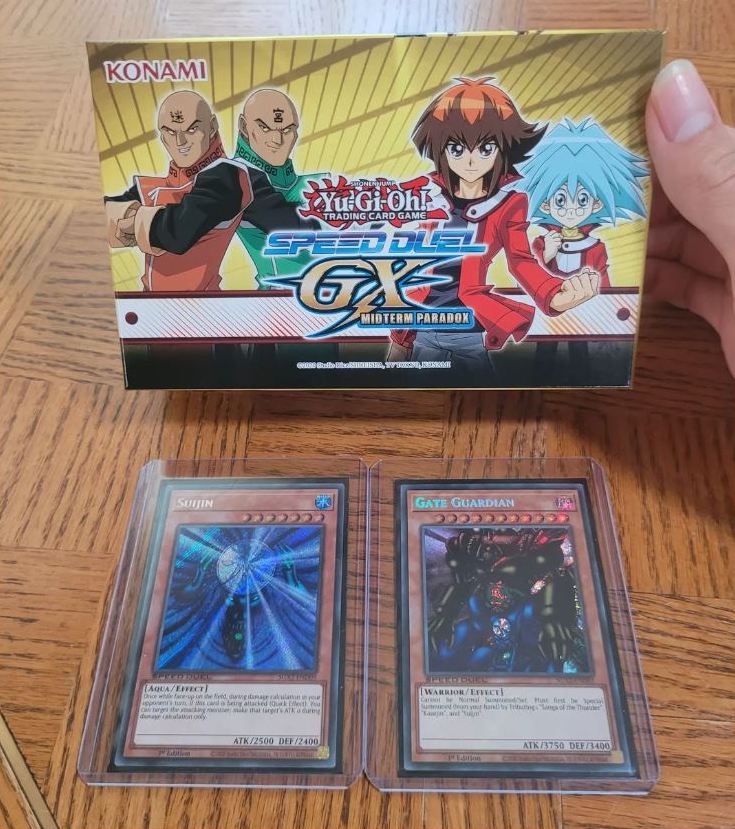 KONAMI
迷
宮
SHONEN JUMP
Yu-Gi-Oh!
TRADING CARD GAME
SPEED DUEL
GX
MIDTERM PARADOX
SUIJIN
水
SPEED DUEL
[AQUA/EFFECT]
Once while face-up on the field, during damage calculation in your
opponent's turn, if this card is being attacked (Quick Effect): You
can target the attacking monster; make that target's ATK 0 during
damage calculation only.
ATK/2500 DEF/2400
1st Edition
GATE GUARDIAN
SPEED DUEL
[WARRIOR/EFFECT]
Cannot be Normal Summoned/Set. Must first be Special
Summoned (from your hand) by Tributing 1 "Sanga of the Thunder",
"Kazejin", and "Suijin".
ATK/3750 DEF/3400
1st Edition